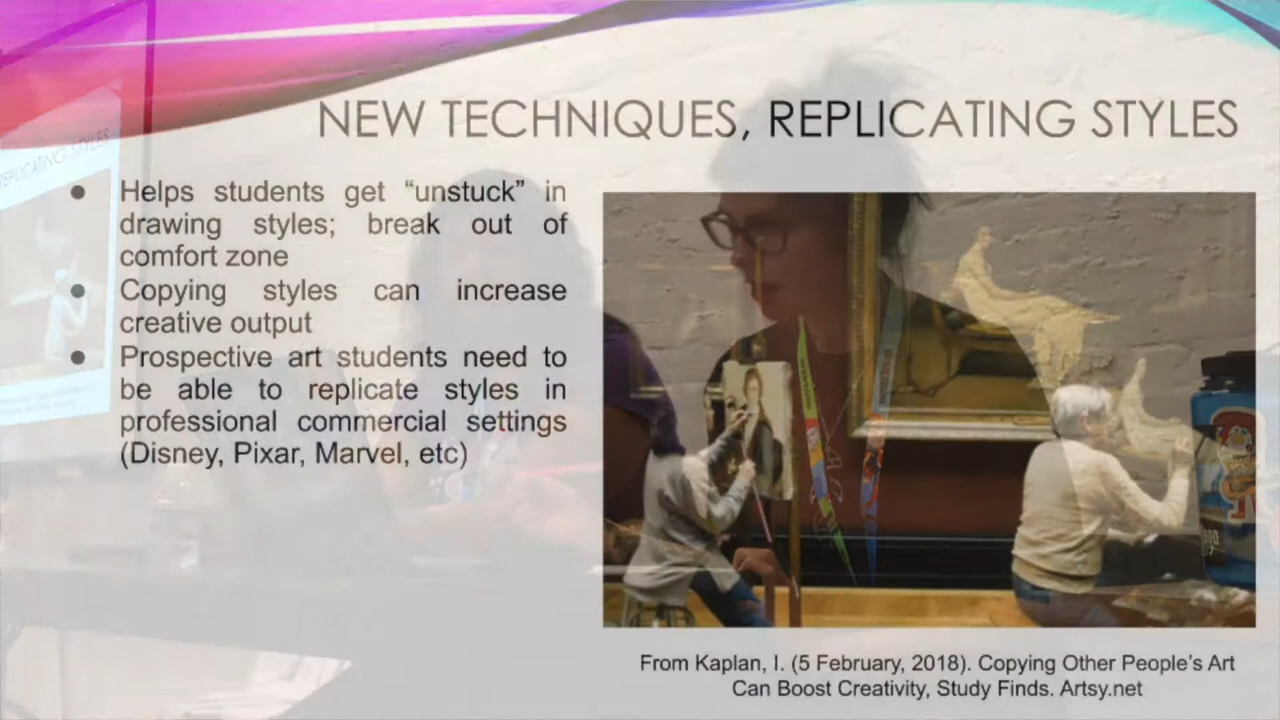 NEW TECHNIQUES, REPLICATING STYLES
REPLICATING STYLES
● Helps students get “unstuck” in
drawing styles; break out of
comfort zone
● Copying styles can increase
creative output
● Prospective art students need to
be able to replicate styles in
professional commercial settings
(Disney, Pixar, Marvel, etc)
From Kaplan, I. (5 February, 2018). Copying Other People’s Art
Can Boost Creativity, Study Finds. Artsy.net